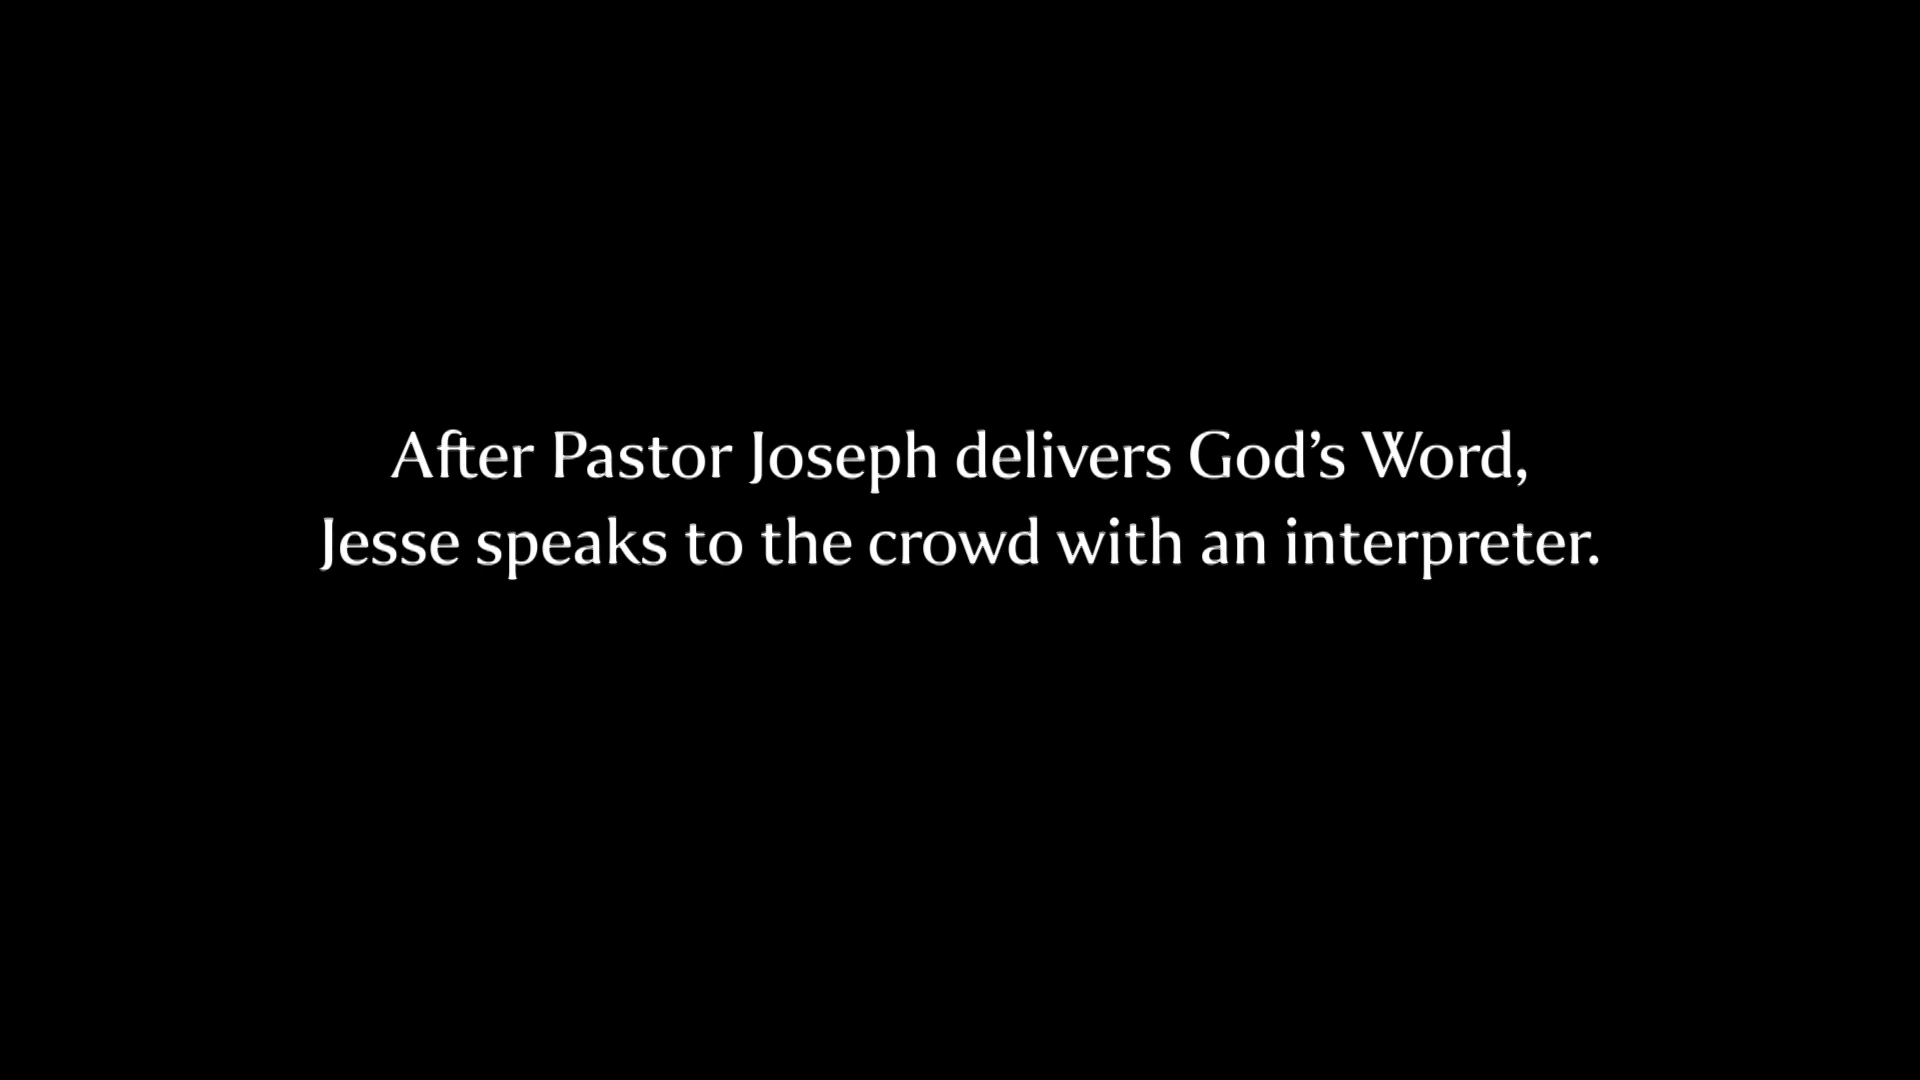 After Pastor Joseph delivers God’s Word,
Jesse speaks to the crowd with an interpreter.